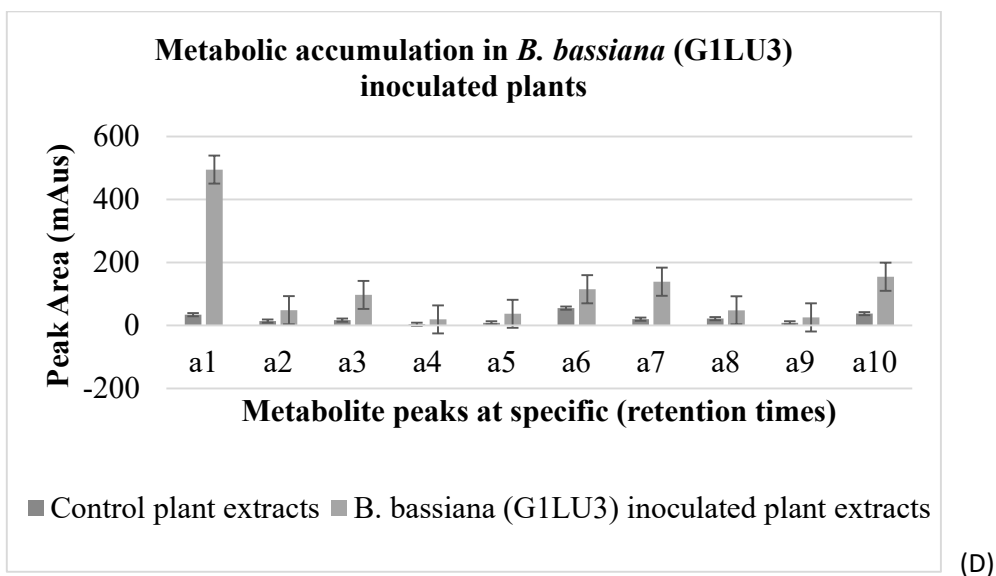 Metabolic accumulation in B. bassiana (G1LU3)
inoculated plants
Peak Area (mAus)
600
400
200
0
-200
a1 a2 a3 a4 a5 a6 a7 a8 a9 a10
Metabolite peaks at specific (retention times)
Control plant extracts B. bassiana (G1LU3) inoculated plant extracts
(D)